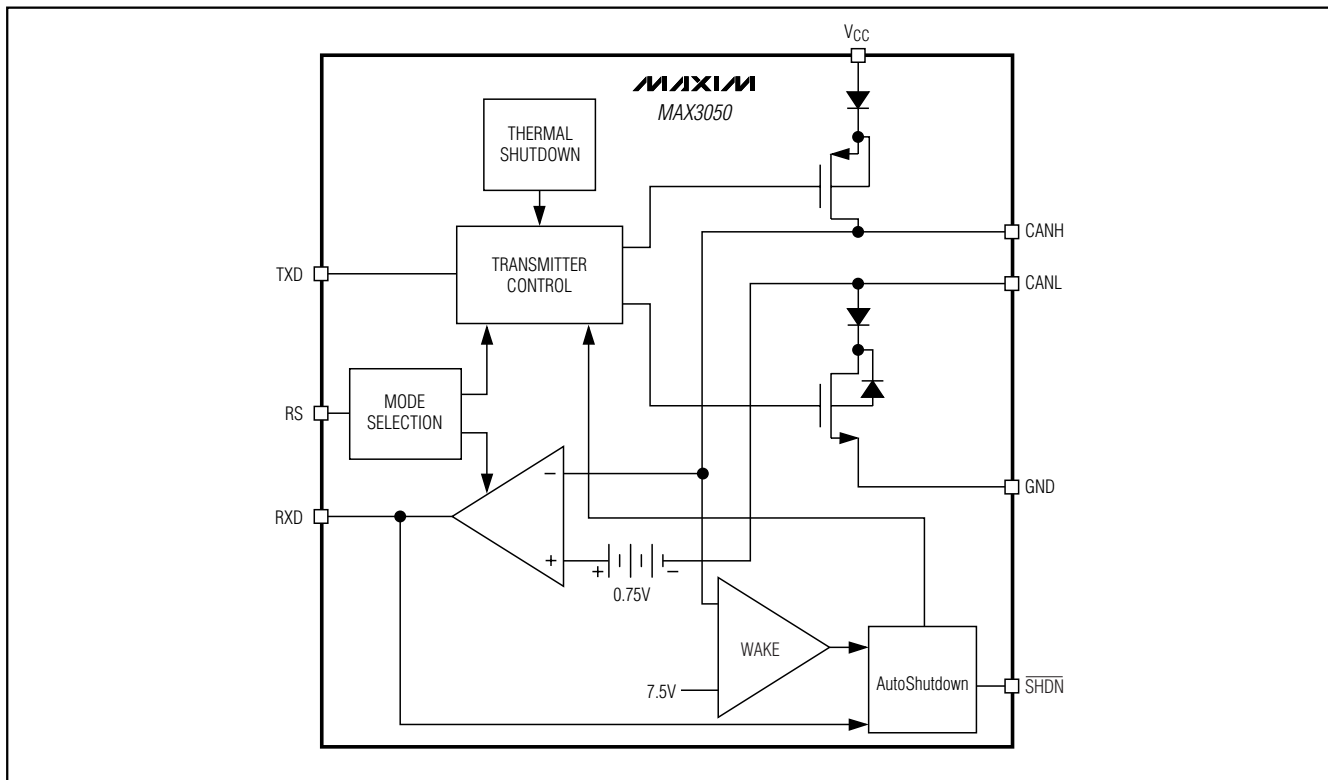 VCC
MAXIM
MAX3050
THERMAL
SHUTDOWN
CANH
TXD
TRANSMITTER
CONTROL
CANL
RS
MODE
SELECTION
−
GND
RXD
+
+
−
0.75V
WAKE
7.5V
AutoShutdown
S̅H̅D̅N̅